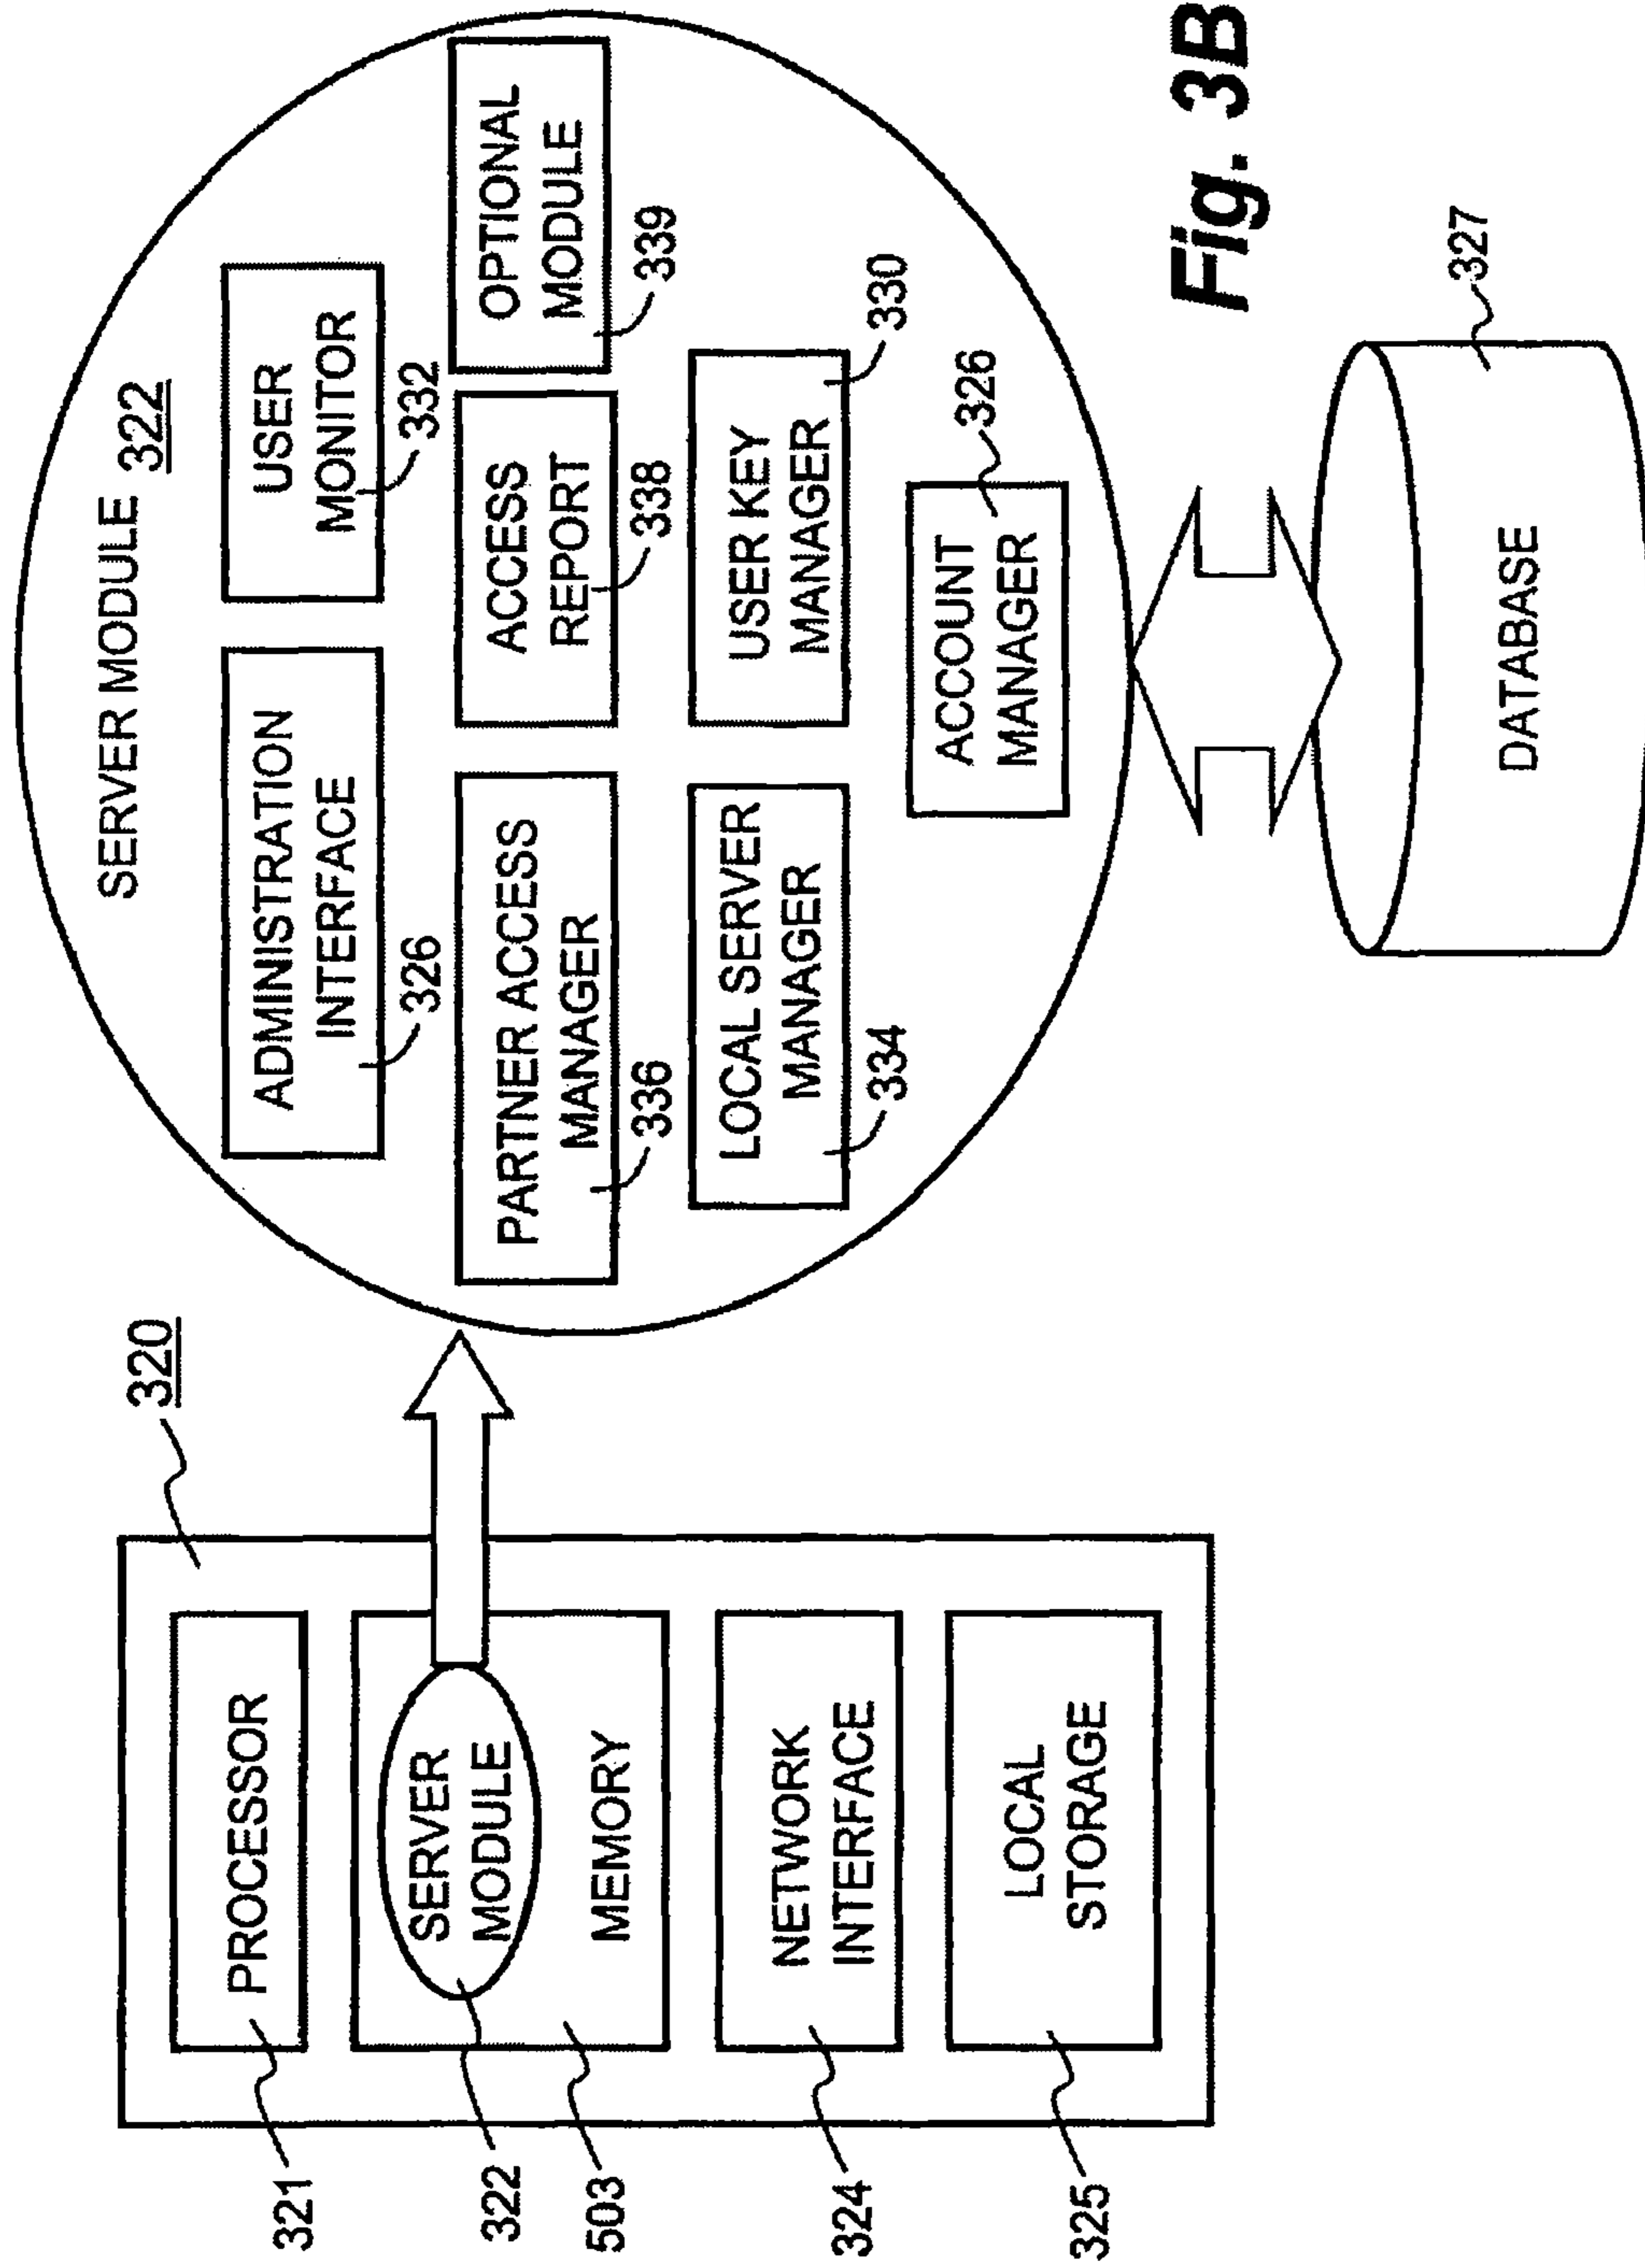 320
321
PROCESSOR
322
SERVER
MODULE
503
MEMORY
324
NETWORK
INTERFACE
325
LOCAL
STORAGE
SERVER MODULE 322
ADMINISTRATION
INTERFACE
326
USER
MONITOR
332
PARTNER ACCESS
MANAGER
336
ACCESS
REPORT
338
OPTIONAL
MODULE
339
LOCAL SERVER
MANAGER
334
USER KEY
MANAGER
330
ACCOUNT
MANAGER
326
DATABASE
327
Fig. 3B